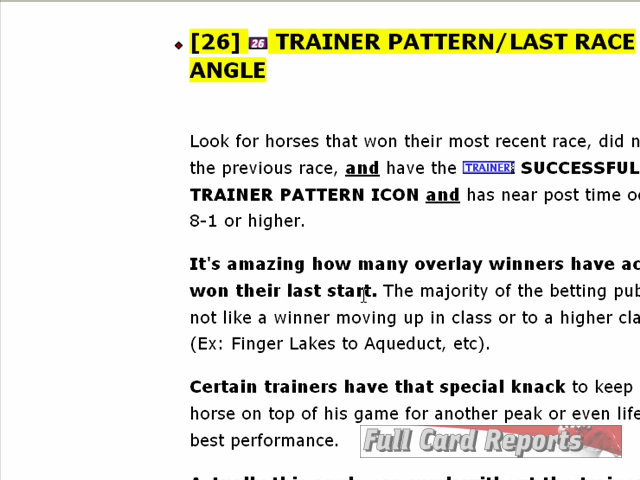 [26] 26 TRAINER PATTERN/LAST RACE
ANGLE
Look for horses that won their most recent race, did n
the previous race, and have the TRAINER SUCCESSFUL
TRAINER PATTERN ICON and has near post time o
8-1 or higher.
It's amazing how many overlay winners have ac
won their last start. The majority of the betting pub
not like a winner moving up in class or to a higher cla
(Ex: Finger Lakes to Aqueduct, etc).
Certain trainers have that special knack to keep
horse on top of his game for another peak or even life
best performance.
Full Card Reports